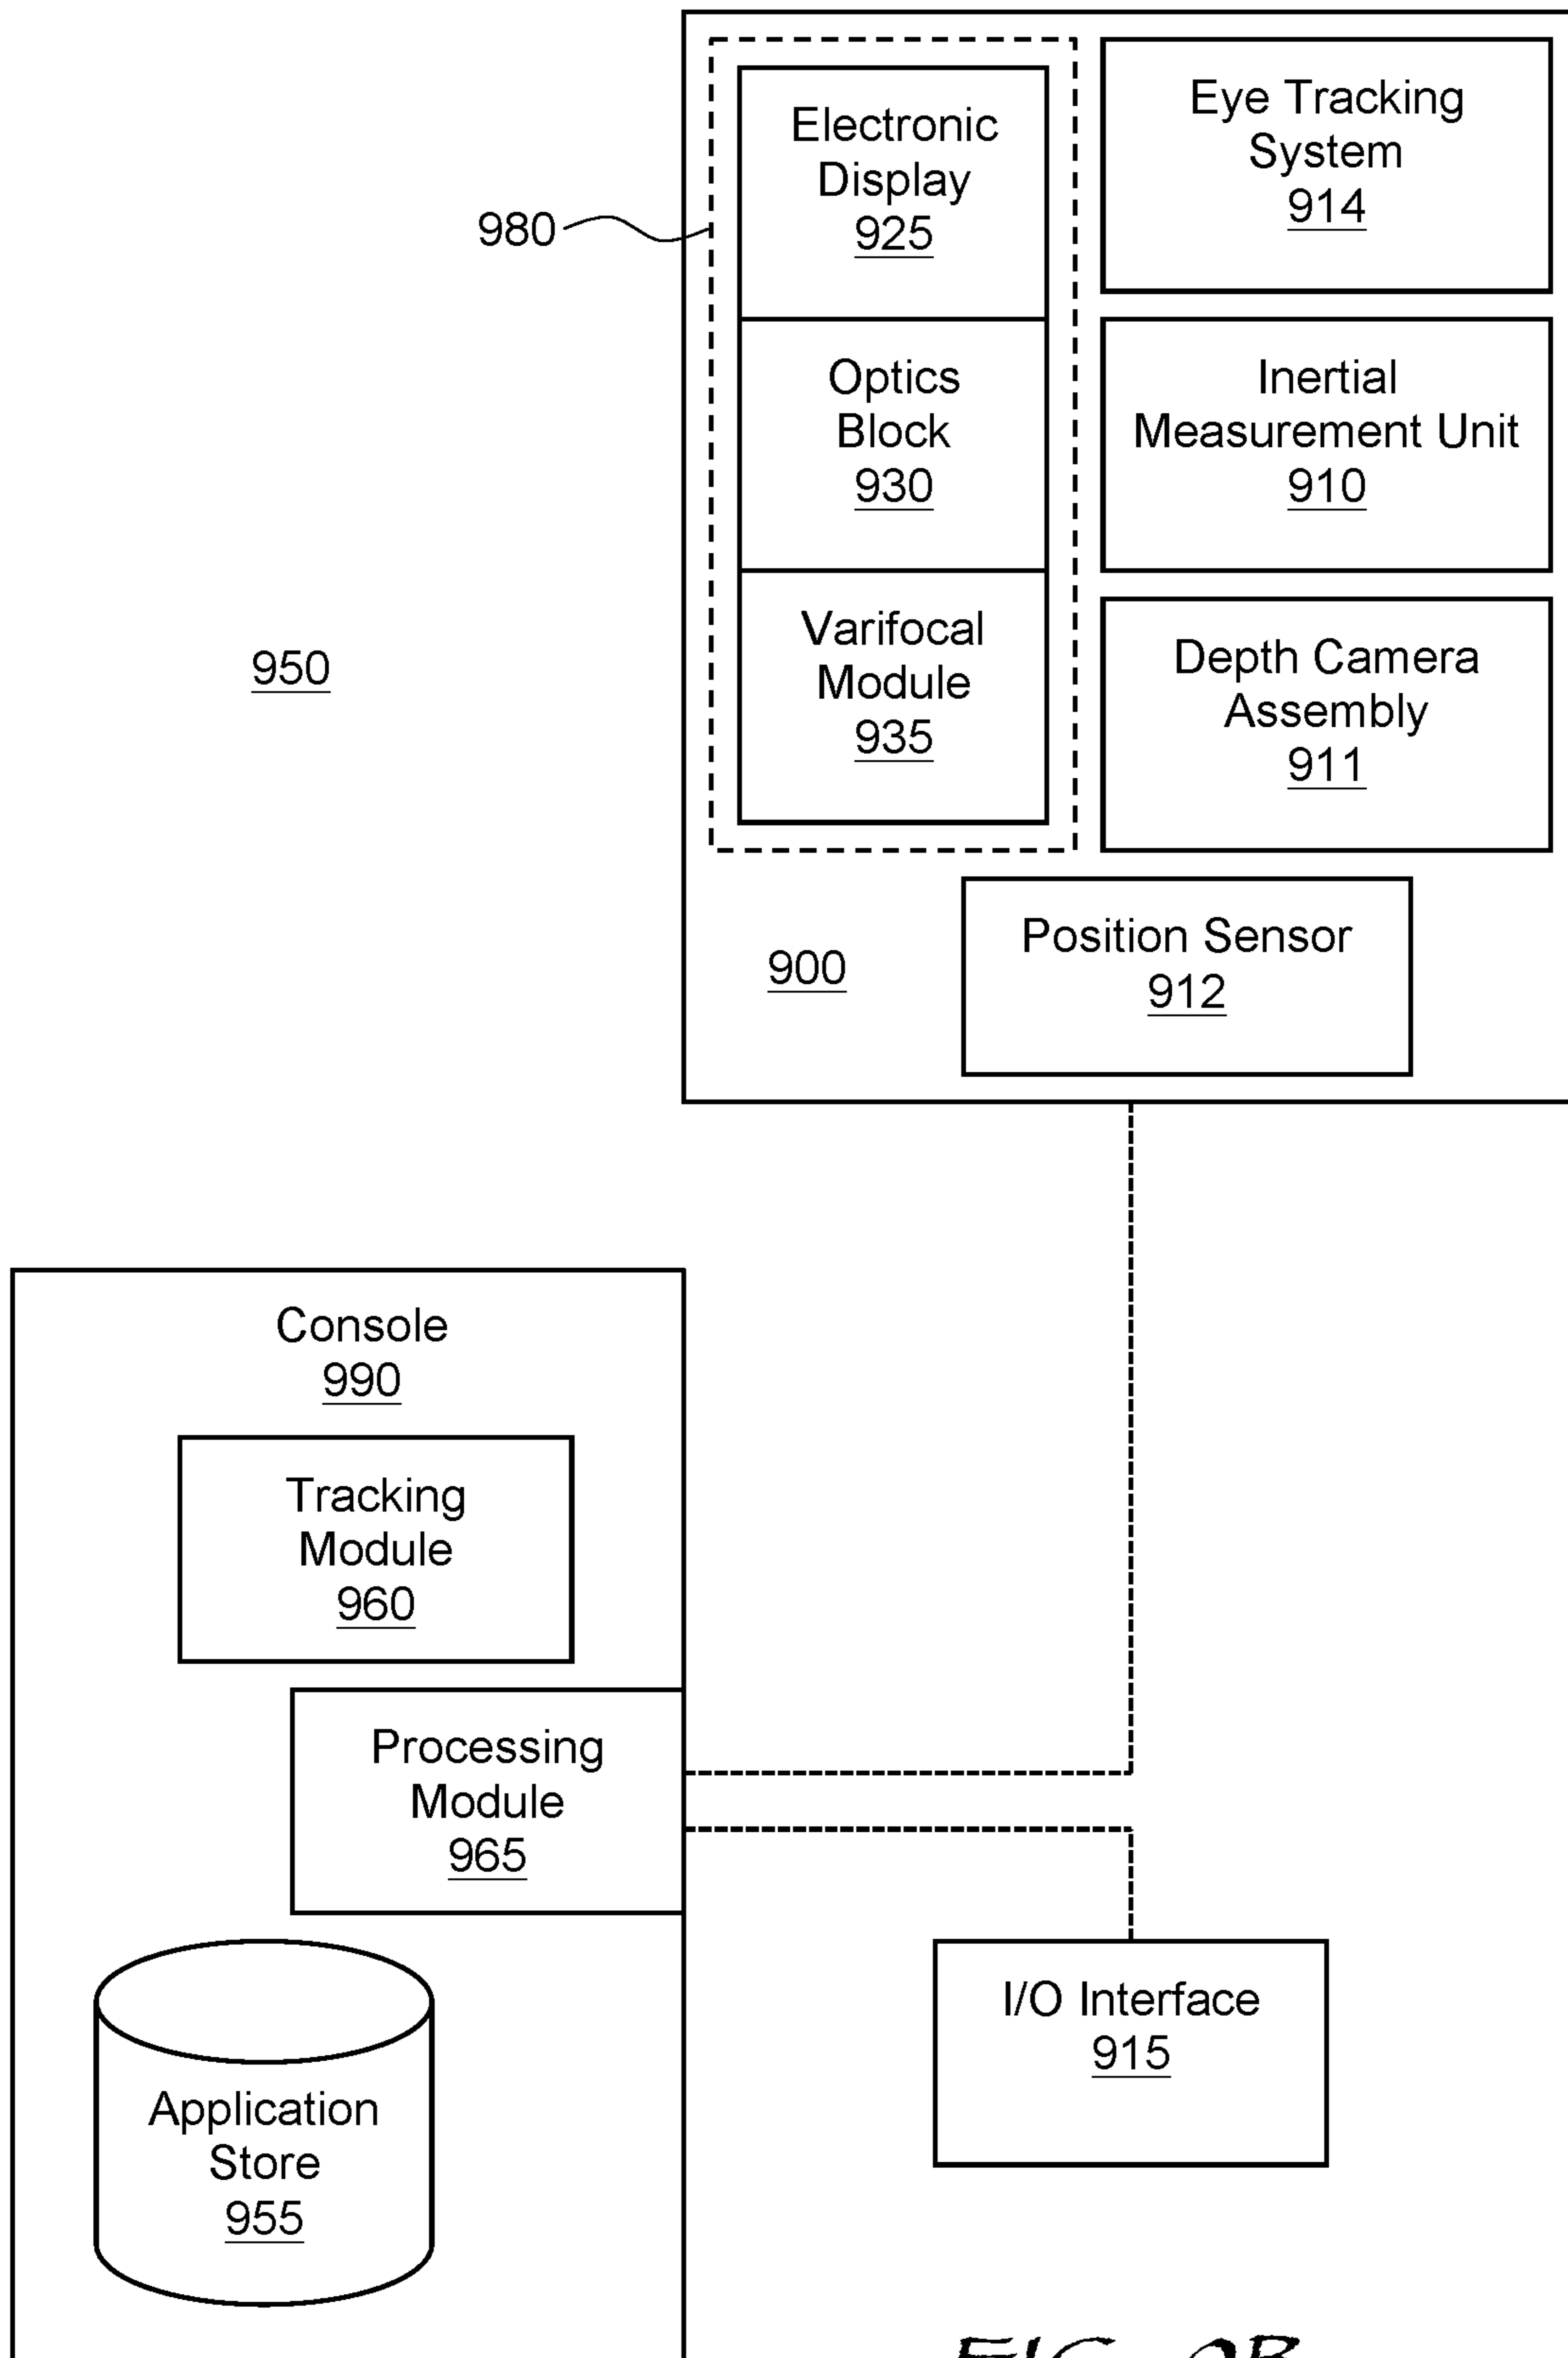 Electronic
Display
925
Eye Tracking
System
914
980
Optics
Block
930
Inertial
Measurement Unit
910
Varifocal
Module
935
Depth Camera
Assembly
911
950
Position Sensor
912
900
Console
990
Tracking
Module
960
Processing
Module
965
I/O Interface
915
Application
Store
955